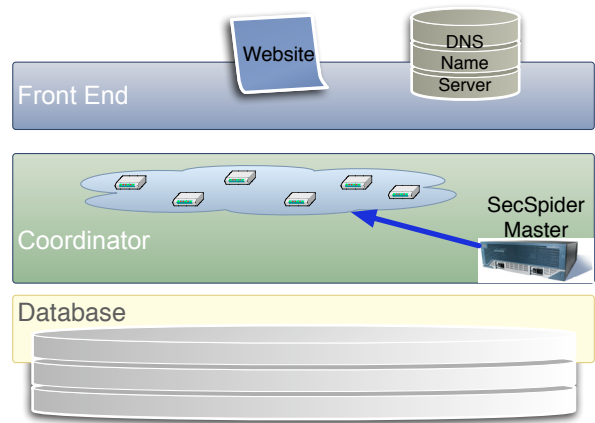 Website
DNS
Name
Server
Front End
SecSpider
Master
Coordinator
Database